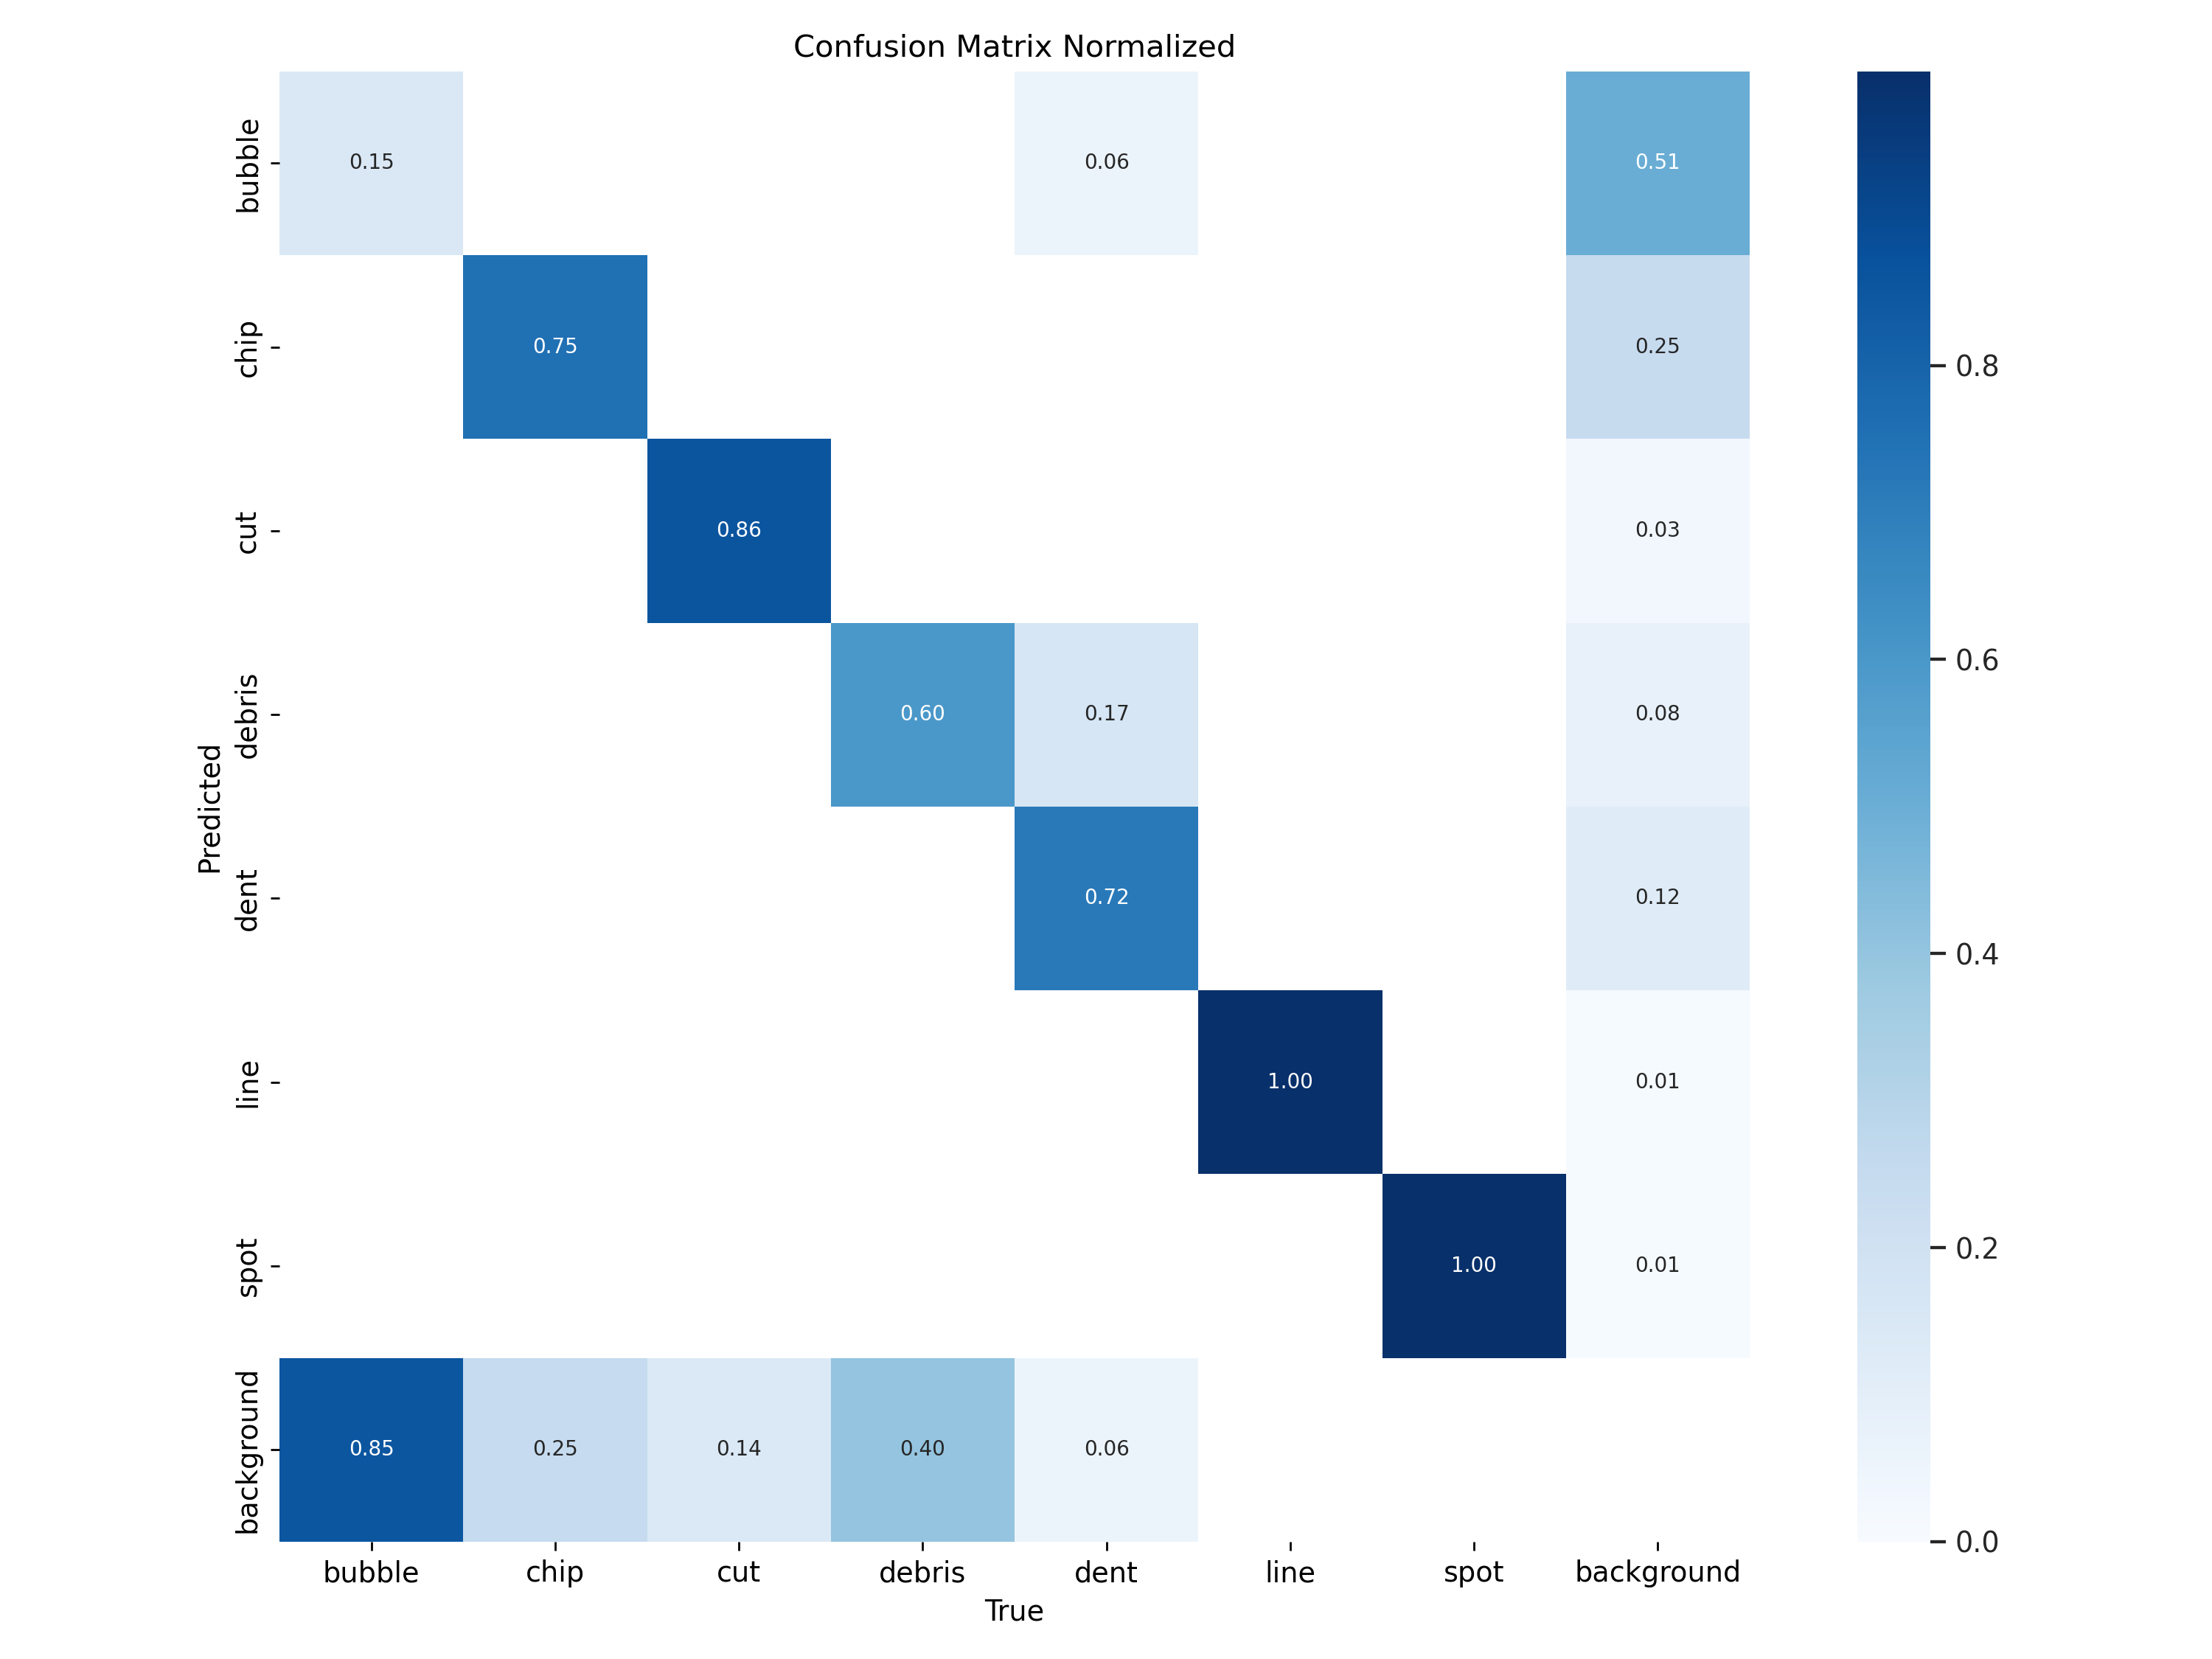 Confusion Matrix Normalized
bubble
0.15
0.06
0.51
chip
0.75
0.25
cut
0.86
0.03
debris
0.60
0.17
0.08
dent
0.72
0.12
line
1.00
0.01
spot
1.00
0.01
background
0.85
0.25
0.14
0.40
0.06
Predicted
bubble
chip
cut
debris
dent
line
spot
background
True
0.8
0.6
0.4
0.2
0.0